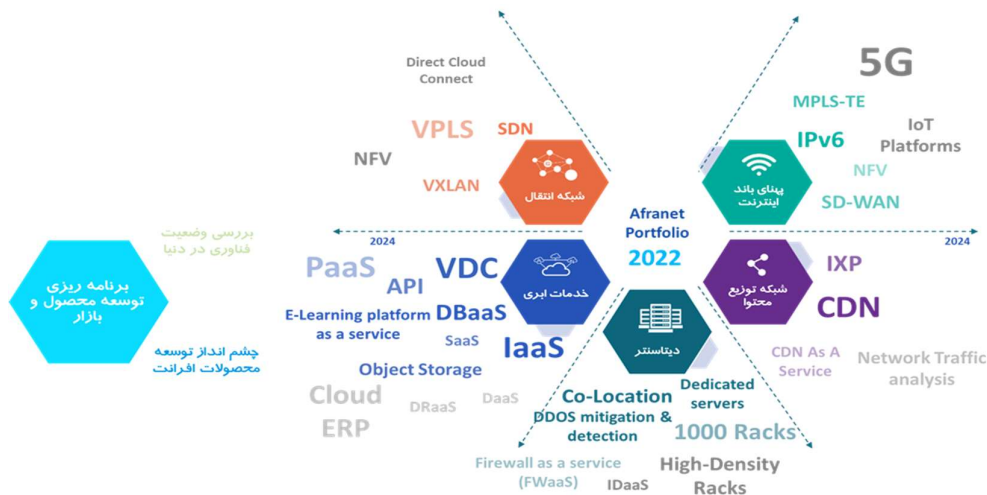 Direct Cloud
Connect
VPLS
SDN
NFV
VXLAN
شبکه انتقال
5G
MPLS-TE
IPv6
IoT
Platforms
NFV
SD-WAN
پهنای باند
اینترنت
Afranet
Portfolio
2022
2024
2024
بررسی وضعیت
فناوری در دنیا
برنامه ریزی
توسعه محصول و
بازار
چشم انداز توسعه
محصولات افرانت
PaaS
VDC
API
خدمات ابری
E-Learning platform
as a service
DBaaS
SaaS
IaaS
Object Storage
Cloud
ERP
DRaaS
DaaS
دیتاسنتر
Co-Location
Dedicated
servers
DDOS mitigation &
detection
1000 Racks
Firewall as a service
(FWaaS)
IDaaS
High-Density
Racks
شبکه توزیع
محتوا
IXP
CDN
CDN As A
Service
Network Traffic
analysis